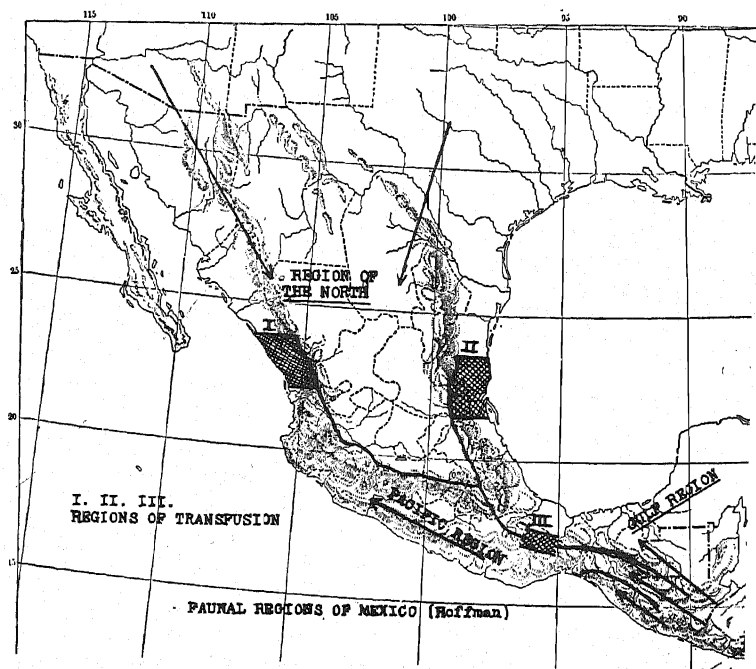 115 110 105 100 95 90
30
25
20
15
REGION OF
THE NORTH
I
II
III
I. II. III.
REGIONS OF TRANSFUSION
PACIFIC REGION
GULF REGION
FAUNAL REGIONS OF MEXICO (Hoffman)